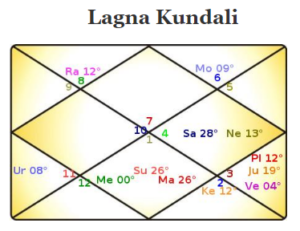 Lagna Kundali
Ra 12° Mo 09°
8 6
9 5
7
10 4 Sa 28° Ne 13°
1
Pl 12°
Ur 08° 11 Su 26° 3 Ju 19°
12 Me 00° Ma 26° 2 Ve 04°
Ke 12°